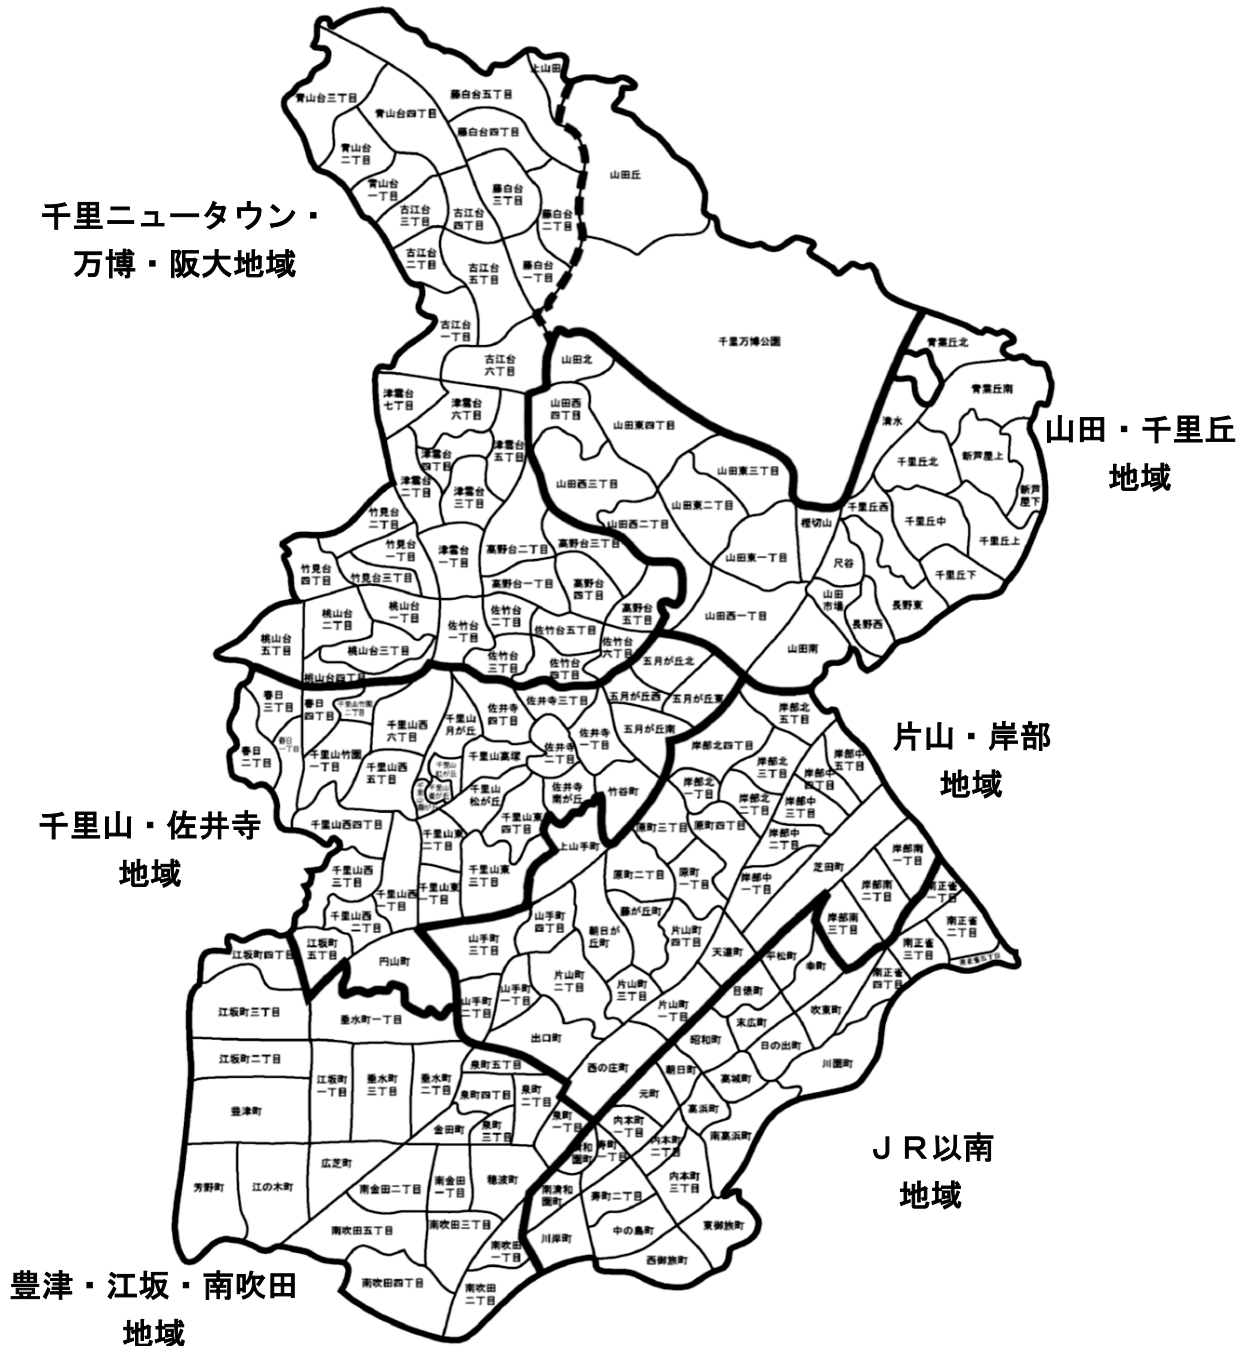 上山田
藤白台五丁目
青山台三丁目
青山台四丁目
藤白台四丁目
青山台
二丁目
山田丘
青山台
一丁目
藤白台
三丁目
千里ニュータウン・
万博・阪大地域
古江台
三丁目
古江台
四丁目
藤白台
二丁目
古江台
二丁目
古江台
五丁目
藤白台
一丁目
古江台
一丁目
千里万博公園
青葉丘北
古江台
六丁目
山田北
青葉丘南
津雲台
七丁目
津雲台
六丁目
山田西
四丁目
山田東四丁目
清水
山田・千里丘
地域
津雲台
五丁目
津雲台
四丁目
千里丘北
新芦屋上
山田東三丁目
津雲台
二丁目
津雲台
三丁目
山田西三丁目
新芦
屋下
山田東二丁目
千里丘西
竹見台
二丁目
山田西二丁目
樫切山
千里丘中
千里丘上
竹見台
一丁目
津雲台
一丁目
高野台二丁目
高野台三丁目
山田東一丁目
尺谷
竹見台
四丁目
竹見台三丁目
高野台一丁目
高野台
四丁目
千里丘下
山田
市場
長野東
桃山台
二丁目
桃山台
一丁目
佐竹台
二丁目
高野台
五丁目
山田西一丁目
長野西
桃山台
五丁目
佐竹台
一丁目
佐竹台五丁目
桃山台三丁目
佐竹台
六丁目
山田南
佐竹台
三丁目
佐竹台
四丁目
五月が丘北
桃山台四丁目
春日
三丁目
春日
四丁目
千里山竹園
二丁目
佐井寺三丁目
五月が丘西
五月が丘東
岸部北
五丁目
千里山西
六丁目
千里山
月が丘
佐井寺
四丁目
五月が丘南
片山・岸部
地域
春日
一丁目
春日
二丁目
千里山竹園
一丁目
千里山高塚
佐井寺
二丁目
佐井寺
一丁目
岸部北四丁目
岸部中
五丁目
千里山西
五丁目
千里山
虹が丘
岸部北
三丁目
岸部中
四丁目
千里山
星が丘
千里山
松が丘
佐井寺
南が丘
竹谷町
岸部北
一丁目
岸部北
二丁目
岸部中
三丁目
千里山・佐井寺
地域
千里山西四丁目
千里山東
二丁目
千里山東
四丁目
原町三丁目
原町四丁目
岸部中
二丁目
上山手町
岸部南
一丁目
千里山西
三丁目
千里山東
三丁目
原町二丁目
原町
一丁目
岸部中
一丁目
芝田町
千里山西
一丁目
千里山東
一丁目
岸部南
二丁目
南正雀
一丁目
千里山西
二丁目
山手町
四丁目
藤が丘町
朝日が
丘町
片山町
四丁目
岸部南
三丁目
南正雀
二丁目
江坂町四丁目
江坂町
五丁目
山手町
三丁目
天道町
平松町
南正雀
三丁目
南正雀五丁目
円山町
幸町
南正雀
四丁目
片山町
二丁目
片山町
三丁目
日の俵町
山手町
二丁目
山手町
一丁目
片山町
一丁目
吹東町
江坂町三丁目
垂水町一丁目
末広町
出口町
昭和町
日の出町
川園町
江坂町二丁目
泉町五丁目
西の庄町
朝日町
高城町
江坂町
一丁目
垂水町
三丁目
垂水町
二丁目
泉町四丁目
泉町
二丁目
元町
高浜町
豊津町
金田町
泉町
三丁目
泉町
一丁目
内本町
一丁目
内本町
二丁目
南高浜町
ＪＲ以南
地域
清和
園町
寿町
一丁目
広芝町
芳野町
江の木町
南金田二丁目
南金田
一丁目
穂波町
南清和
園町
寿町二丁目
内本町
三丁目
南吹田五丁目
南吹田三丁目
川岸町
中の島町
東御旅町
南吹田
一丁目
西御旅町
豊津・江坂・南吹田
地域
南吹田四丁目
南吹田
二丁目